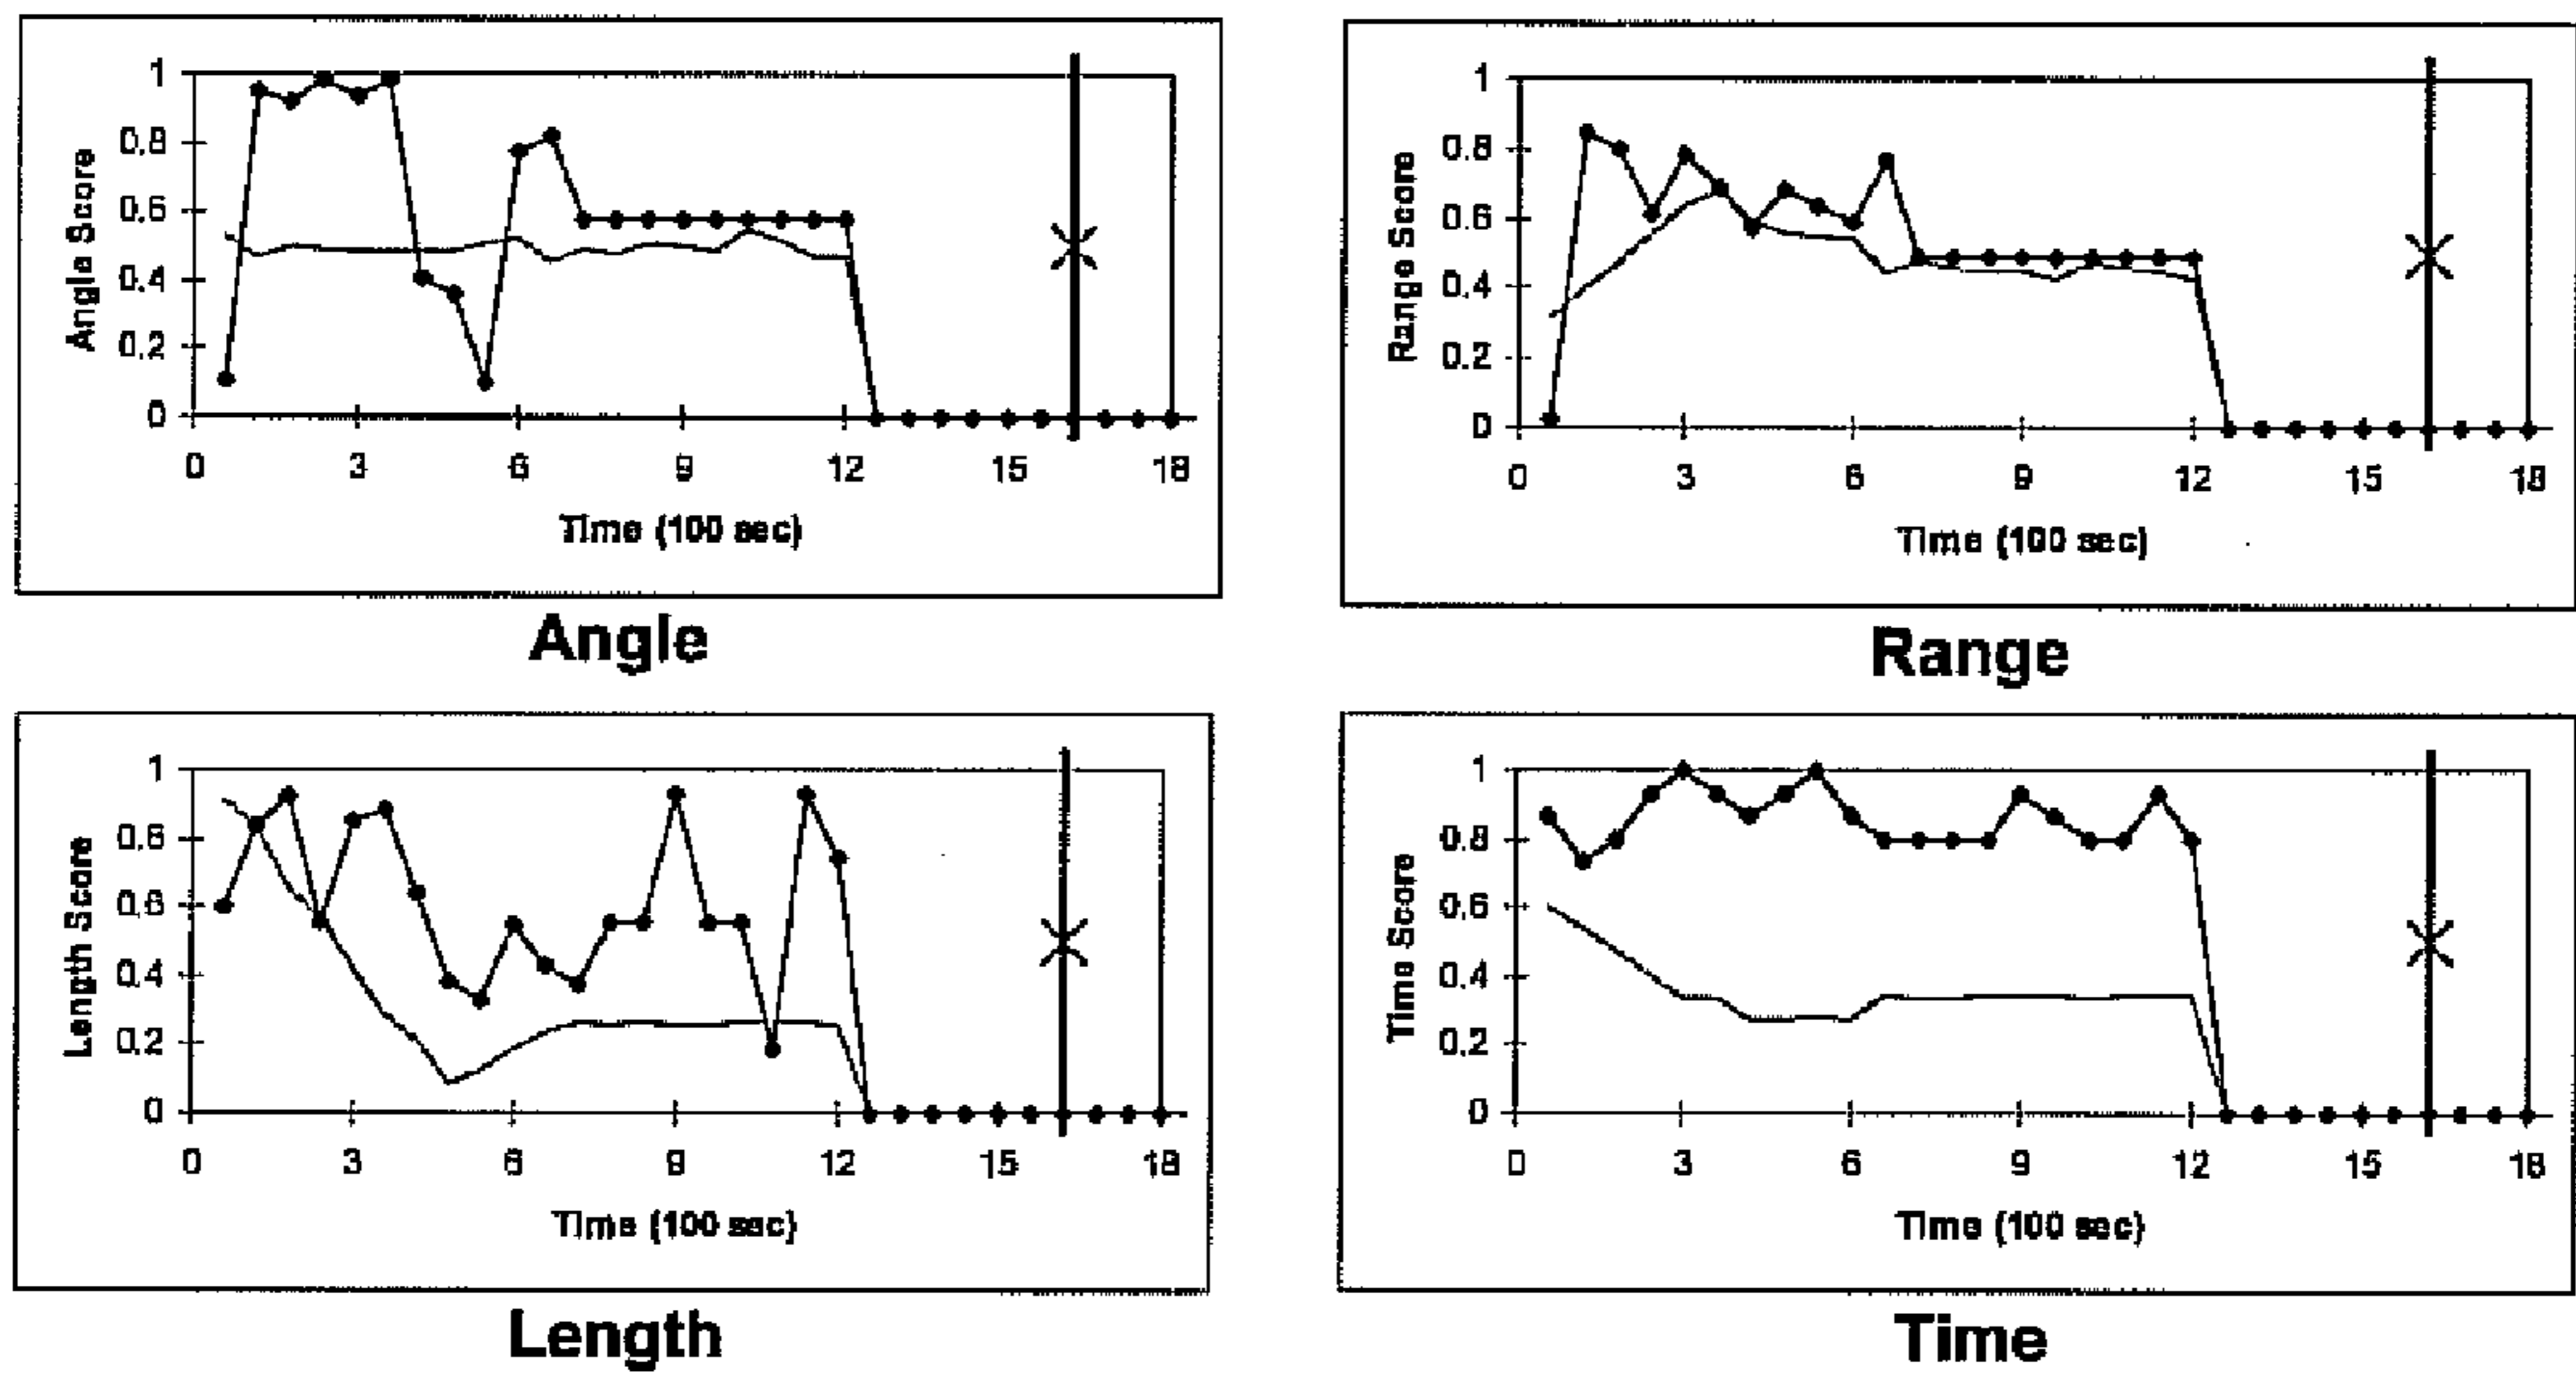 Angle Score
1
0.8
0.6
0.4
0.2
0
0 3 6 9 12 15 18
Time (100 sec)
Angle
Range Score
1
0.8
0.6
0.4
0.2
0
0 3 6 9 12 15 18
Time (100 sec)
Range
Length Score
1
0.8
0.6
0.4
0.2
0
0 3 6 9 12 15 18
Time (100 sec)
Length
Time Score
1
0.8
0.6
0.4
0.2
0
0 3 6 9 12 15 18
Time (100 sec)
Time